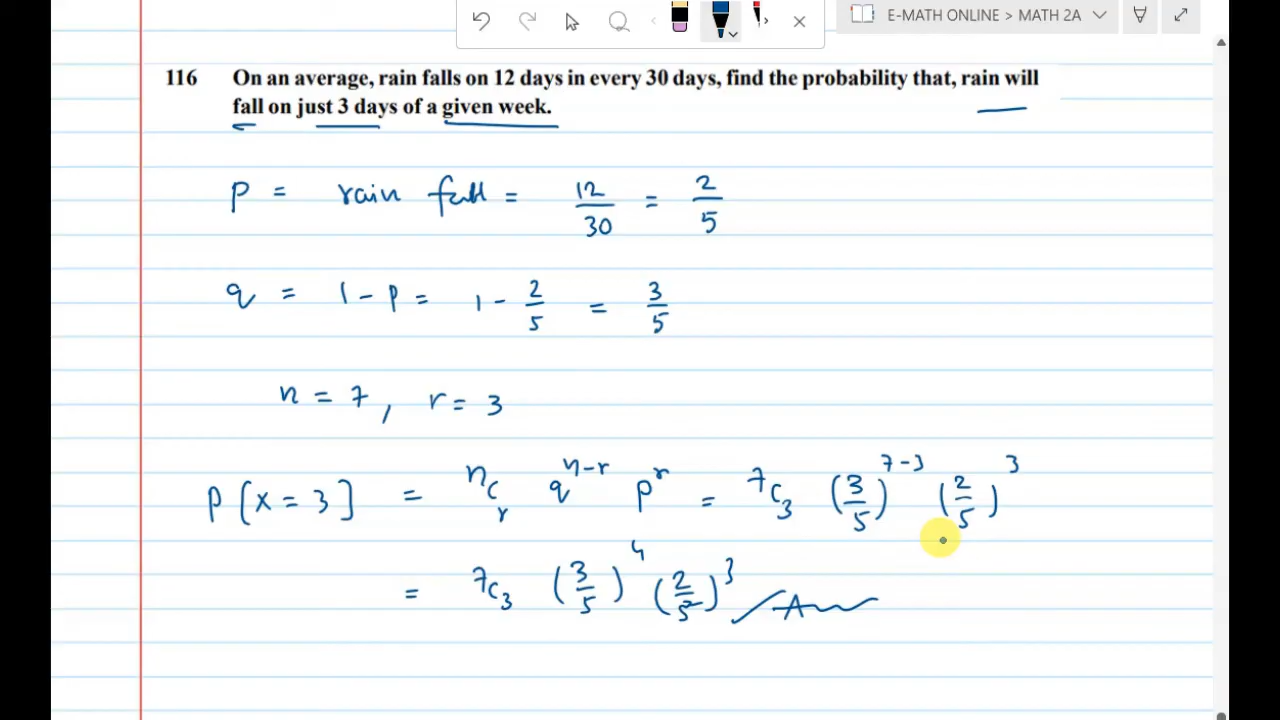 E-MATH ONLINE > MATH 2A
116 On an average, rain falls on 12 days in every 30 days, find the probability that, rain will
fall on just 3 days of a given week.
P = rain fall = 12/30 = 2/5
q = 1 - P = 1 - 2/5 = 3/5
n = 7, r = 3
P[X = 3] = nCr q^(n-r) p^r = 7C3 (3/5)^(7-3) (2/5)^3
= 7C3 (3/5)^4 (2/5)^3